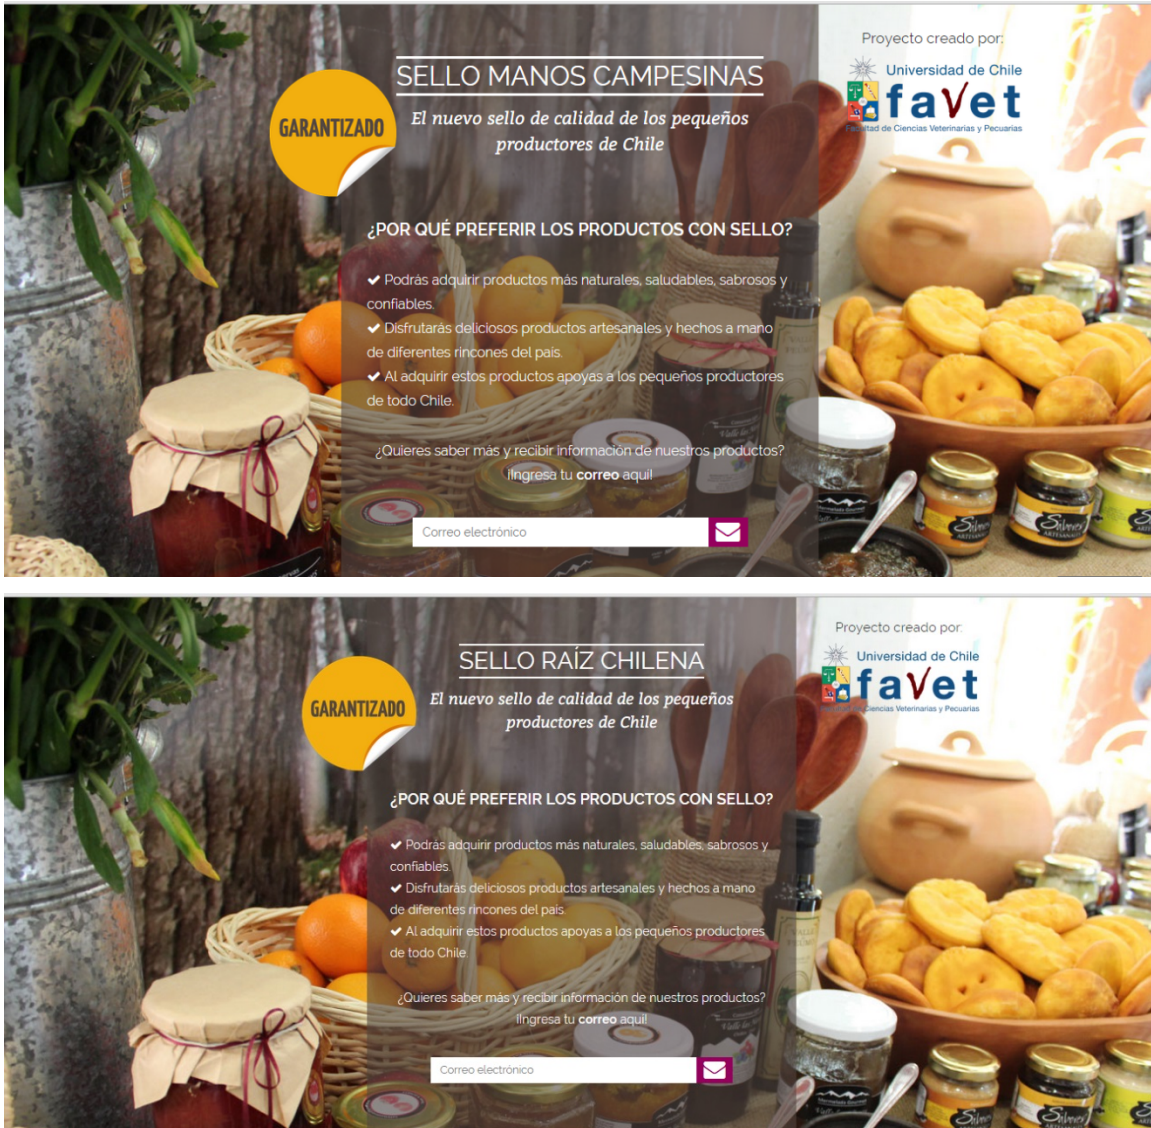 Proyecto creado por:
Universidad de Chile
favet
Facultad de Ciencias Veterinarias y Pecuarias
SELLO MANOS CAMPESINAS
GARANTIZADO
El nuevo sello de calidad de los pequeños
productores de Chile
¿POR QUÉ PREFERIR LOS PRODUCTOS CON SELLO?
✔ Podrás adquirir productos más naturales, saludables, sabrosos y
confiables.
✔ Disfrutarás deliciosos productos artesanales y hechos a mano
de diferentes rincones del país.
✔ Al adquirir estos productos apoyas a los pequeños productores
de todo Chile.
¿Quieres saber más y recibir información de nuestros productos?
¡Ingresa tu correo aquí!
Correo electrónico
Proyecto creado por:
Universidad de Chile
favet
de Ciencias Veterinarias y Pecuarias
SELLO RAÍZ CHILENA
GARANTIZADO
El nuevo sello de calidad de los pequeños
productores de Chile
¿POR QUÉ PREFERIR LOS PRODUCTOS CON SELLO?
✔ Podrás adquirir productos más naturales, saludables, sabrosos y
confiables.
✔ Disfrutarás deliciosos productos artesanales y hechos a mano
de diferentes rincones del país.
✔ Al adquirir estos productos apoyas a los pequeños productores
de todo Chile.
¿Quieres saber más y recibir información de nuestros productos?
¡Ingresa tu correo aquí!
Correo electrónico